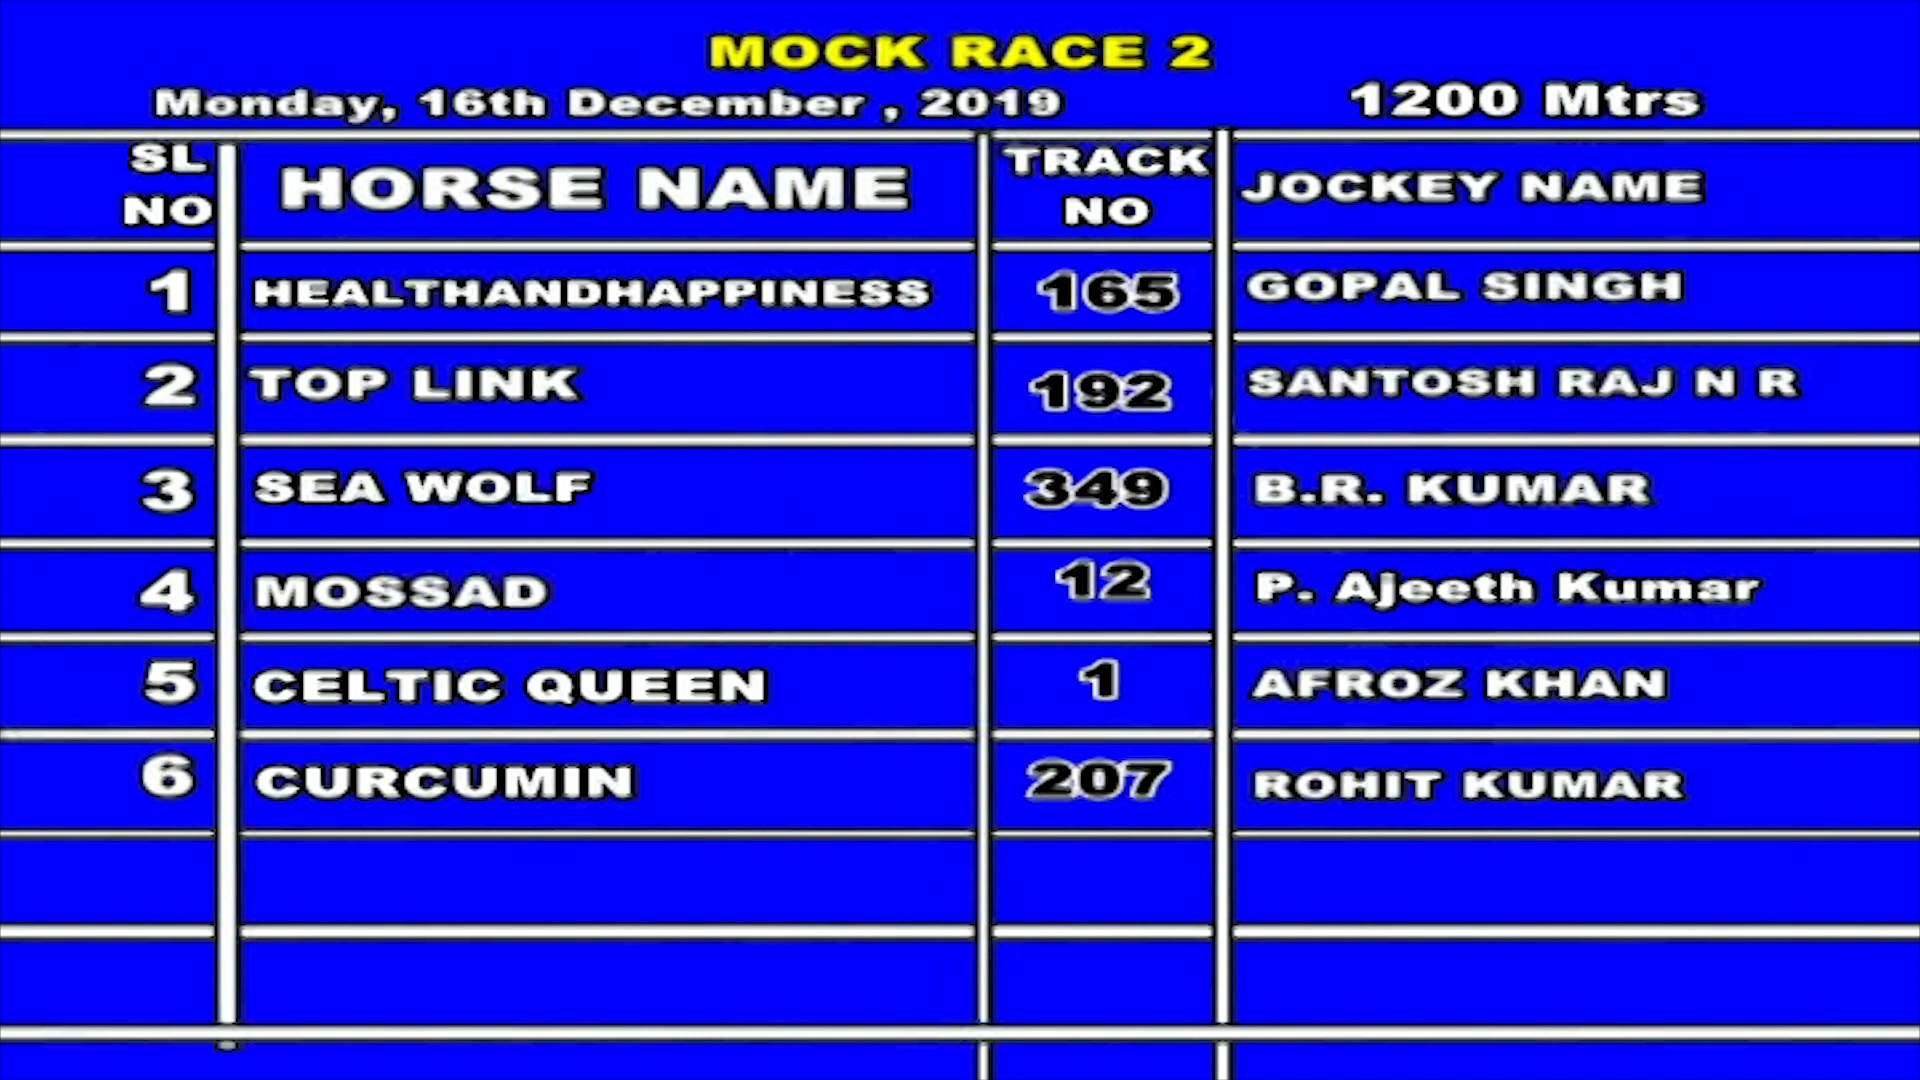 MOCK RACE 2
Monday, 16th December , 2019 1200 Mtrs
SL NO HORSE NAME TRACK NO JOCKEY NAME
1 HEALTHANDHAPPINESS 165 GOPAL SINGH
2 TOP LINK 192 SANTOSH RAJ N R
3 SEA WOLF 349 B.R. KUMAR
4 MOSSAD 12 P. Ajeeth Kumar
5 CELTIC QUEEN 1 AFROZ KHAN
6 CURCUMIN 207 ROHIT KUMAR